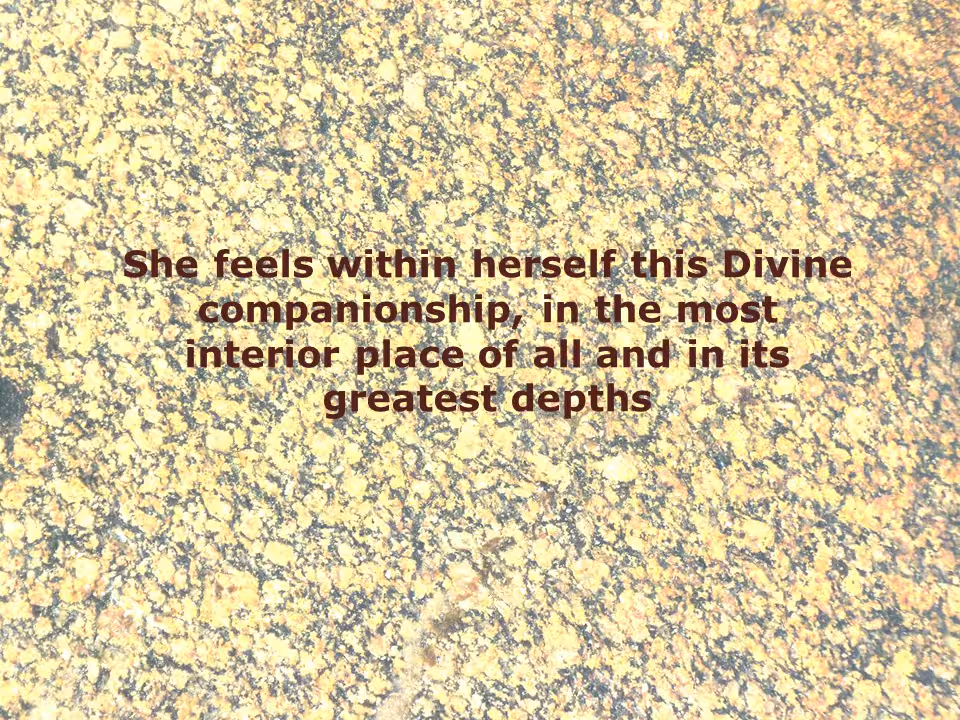 She feels within herself this Divine
companionship, in the most
interior place of all and in its
greatest depths